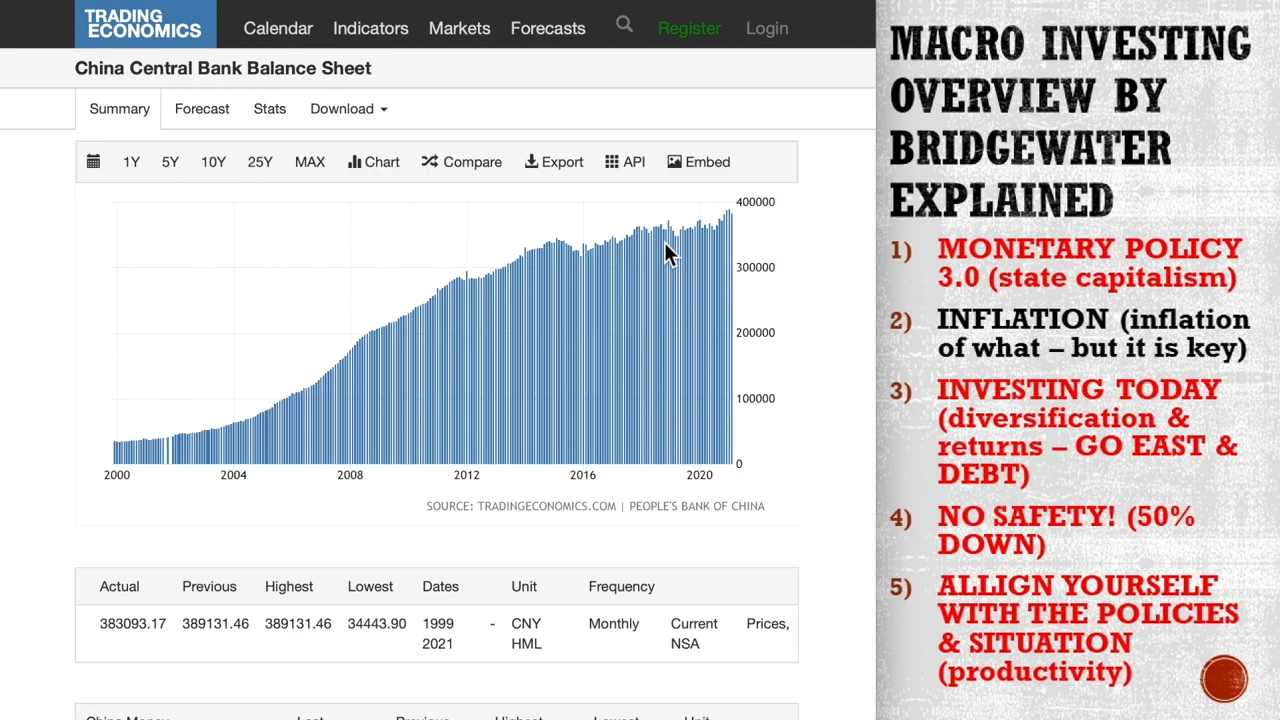 TRADING
ECONOMICS
Calendar Indicators Markets Forecasts Register Login
China Central Bank Balance Sheet
Summary Forecast Stats Download
1Y 5Y 10Y 25Y MAX Chart Compare Export API Embed
400000
300000
200000
100000
0
2000 2004 2008 2012 2016 2020
SOURCE: TRADINGECONOMICS.COM | PEOPLE'S BANK OF CHINA
Actual Previous Highest Lowest Dates Unit Frequency
383093.17 389131.46 389131.46 34443.90 1999 - CNY Monthly Current Prices,
2021 HML NSA
MACRO INVESTING
OVERVIEW BY
BRIDGEWATER
EXPLAINED
1) MONETARY POLICY
3.0 (state capitalism)
2) INFLATION (inflation
of what – but it is key)
3) INVESTING TODAY
(diversification &
returns – GO EAST &
DEBT)
4) NO SAFETY! (50%
DOWN)
5) ALLIGN YOURSELF
WITH THE POLICIES
& SITUATION
(productivity)